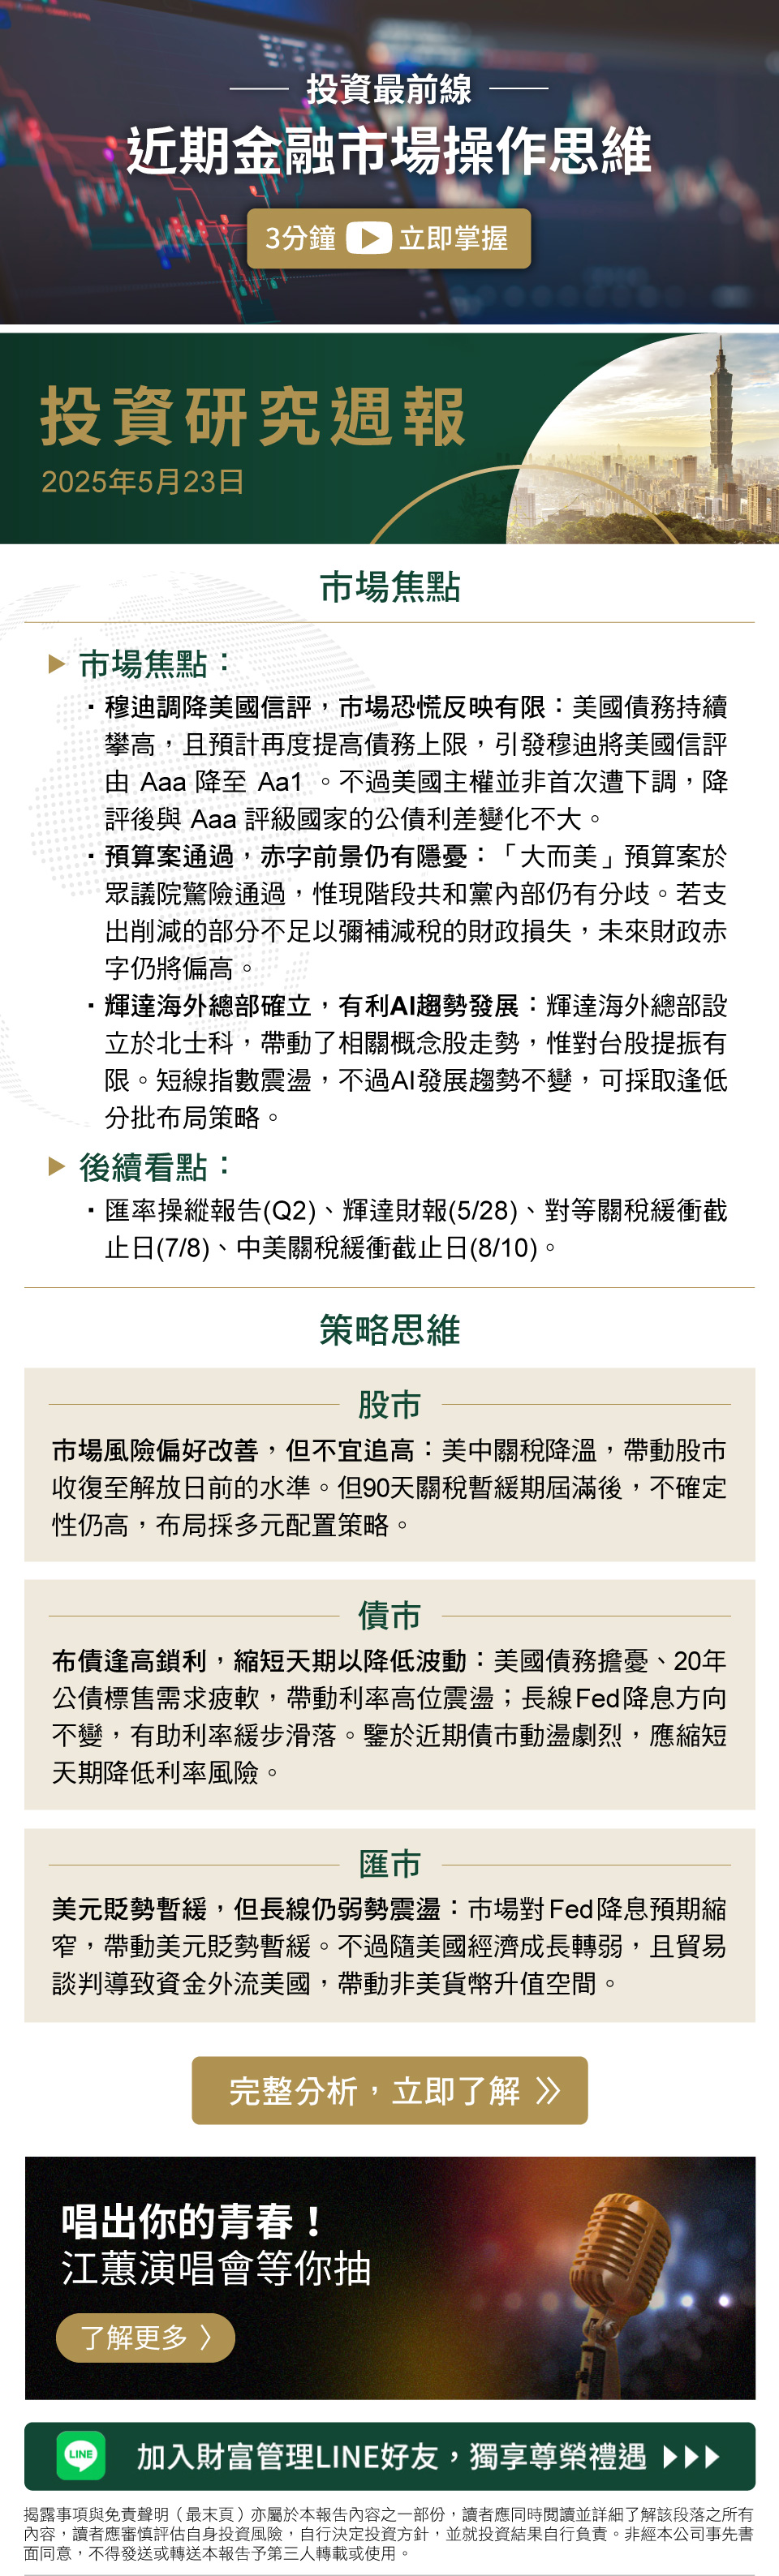 投資最前線
近期金融市場操作思維
3分鐘 立即掌握
投資研究週報
2025年5月23日
市場焦點
市場焦點：
・穆迪調降美國信評，市場恐慌反映有限：美國債務持續
攀高，且預計再度提高債務上限，引發穆迪將美國信評
由 Aaa 降至 Aa1 。不過美國主權並非首次遭下調，降
評後與 Aaa 評級國家的公債利差變化不大。
・預算案通過，赤字前景仍有隱憂：「大而美」預算案於
眾議院驚險通過，惟現階段共和黨內部仍有分歧。若支
出削減的部分不足以彌補減稅的財政損失，未來財政赤
字仍將偏高。
・輝達海外總部確立，有利AI趨勢發展：輝達海外總部設
立於北士科，帶動了相關概念股走勢，惟對台股提振有
限。短線指數震盪，不過AI發展趨勢不變，可採取逢低
分批布局策略。
後續看點：
・匯率操縱報告(Q2)、輝達財報(5/28)、對等關稅緩衝截
止日(7/8)、中美關稅緩衝截止日(8/10)。
策略思維
股市
市場風險偏好改善，但不宜追高：美中關稅降溫，帶動股市
收復至解放日前的水準。但90天關稅暫緩期屆滿後，不確定
性仍高，布局採多元配置策略。
債市
布債逢高鎖利，縮短天期以降低波動：美國債務擔憂、20年
公債標售需求疲軟，帶動利率高位震盪；長線Fed降息方向
不變，有助利率緩步滑落。鑒於近期債市動盪劇烈，應縮短
天期降低利率風險。
匯市
美元貶勢暫緩，但長線仍弱勢震盪：市場對Fed降息預期縮
窄，帶動美元貶勢暫緩。不過隨美國經濟成長轉弱，且貿易
談判導致資金外流美國，帶動非美貨幣升值空間。
完整分析，立即了解
唱出你的青春！
江蕙演唱會等你抽
了解更多
LINE 加入財富管理LINE好友，獨享尊榮禮遇
揭露事項與免責聲明（最末頁）亦屬於本報告內容之一部份，讀者應同時閱讀並詳細了解該段落之所有
內容，讀者應審慎評估自身投資風險，自行決定投資方針，並就投資結果自行負責。非經本公司事先書
面同意，不得發送或轉送本報告予第三人轉載或使用。